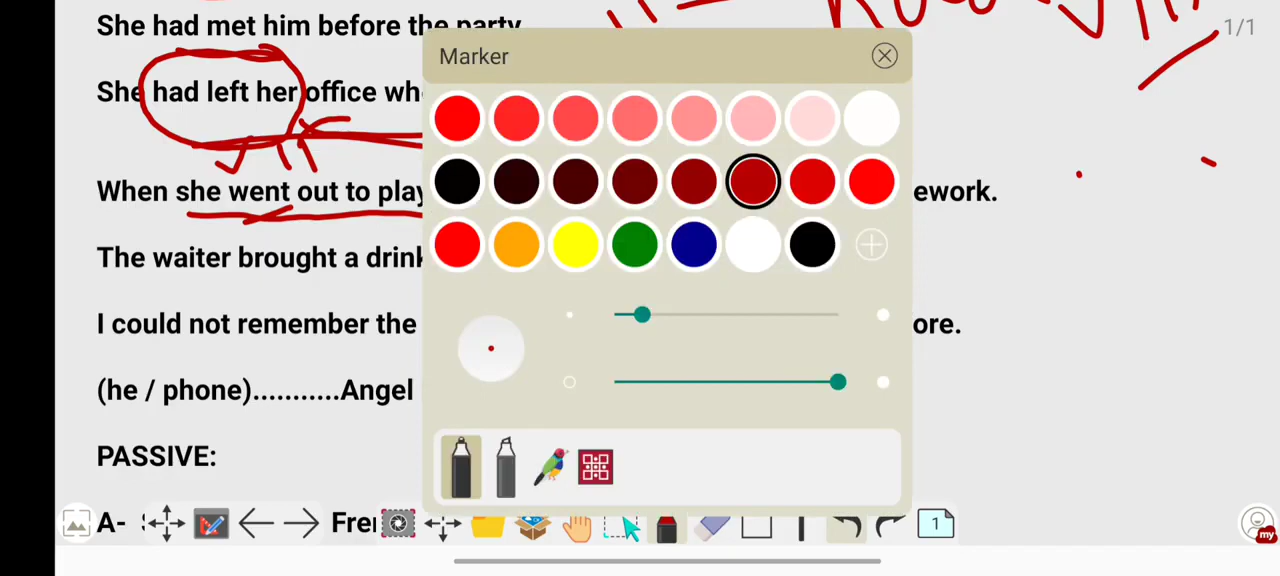 She had met him before the party
1/1
Marker
She had left her office wh
When she went out to play
ework.
The waiter brought a drink
I could not remember the
ore.
(he / phone)...........Angel
PASSIVE:
A-
Fre
1
my